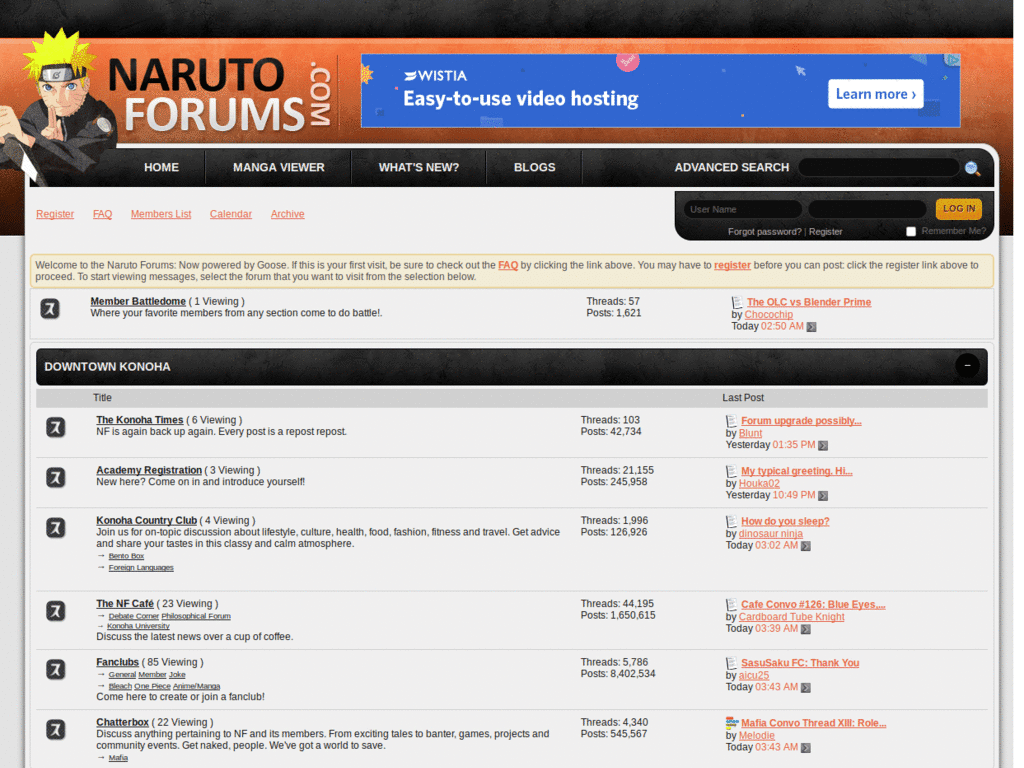 NARUTO
FORUMS
.COM
WISTIA
Easy-to-use video hosting
Learn more ›
HOME
MANGA VIEWER
WHAT'S NEW?
BLOGS
ADVANCED SEARCH
Register
FAQ
Members List
Calendar
Archive
User Name
LOG IN
Forgot password? | Register
Remember Me?
Welcome to the Naruto Forums: Now powered by Goose. If this is your first visit, be sure to check out the FAQ by clicking the link above. You may have to register before you can post: click the register link above to
proceed. To start viewing messages, select the forum that you want to visit from the selection below.
Member Battledome ( 1 Viewing )
Where your favorite members from any section come to do battle!.
Threads: 57
Posts: 1,621
The OLC vs Blender Prime
by Chocochip
Today 02:50 AM
DOWNTOWN KONOHA
Title
Last Post
The Konoha Times ( 6 Viewing )
NF is again back up again. Every post is a repost repost.
Threads: 103
Posts: 42,734
Forum upgrade possibly...
by Blunt
Yesterday 01:35 PM
Academy Registration ( 3 Viewing )
New here? Come on in and introduce yourself!
Threads: 21,155
Posts: 245,958
My typical greeting. Hi...
by Houka02
Yesterday 10:49 PM
Konoha Country Club ( 4 Viewing )
Join us for on-topic discussion about lifestyle, culture, health, food, fashion, fitness and travel. Get advice
and share your tastes in this classy and calm atmosphere.
→ Bento Box
→ Foreign Languages
Threads: 1,996
Posts: 126,926
How do you sleep?
by dinosaur ninja
Today 03:02 AM
The NF Café ( 23 Viewing )
→ Debate Corner Philosophical Forum
→ Konoha University
Discuss the latest news over a cup of coffee.
Threads: 44,195
Posts: 1,650,615
Cafe Convo #126: Blue Eyes,...
by Cardboard Tube Knight
Today 03:39 AM
Fanclubs ( 85 Viewing )
→ General Member Joke
→ Bleach One Piece Anime/Manga
Come here to create or join a fanclub!
Threads: 5,786
Posts: 8,402,534
SasuSaku FC: Thank You
by aicu25
Today 03:43 AM
Chatterbox ( 22 Viewing )
Discuss anything pertaining to NF and its members. From exciting tales to banter, games, projects and
community events. Get naked, people. We've got a world to save.
→ Mafia
Threads: 4,340
Posts: 545,567
Mafia Convo Thread XIII: Role...
by Melodie
Today 03:43 AM